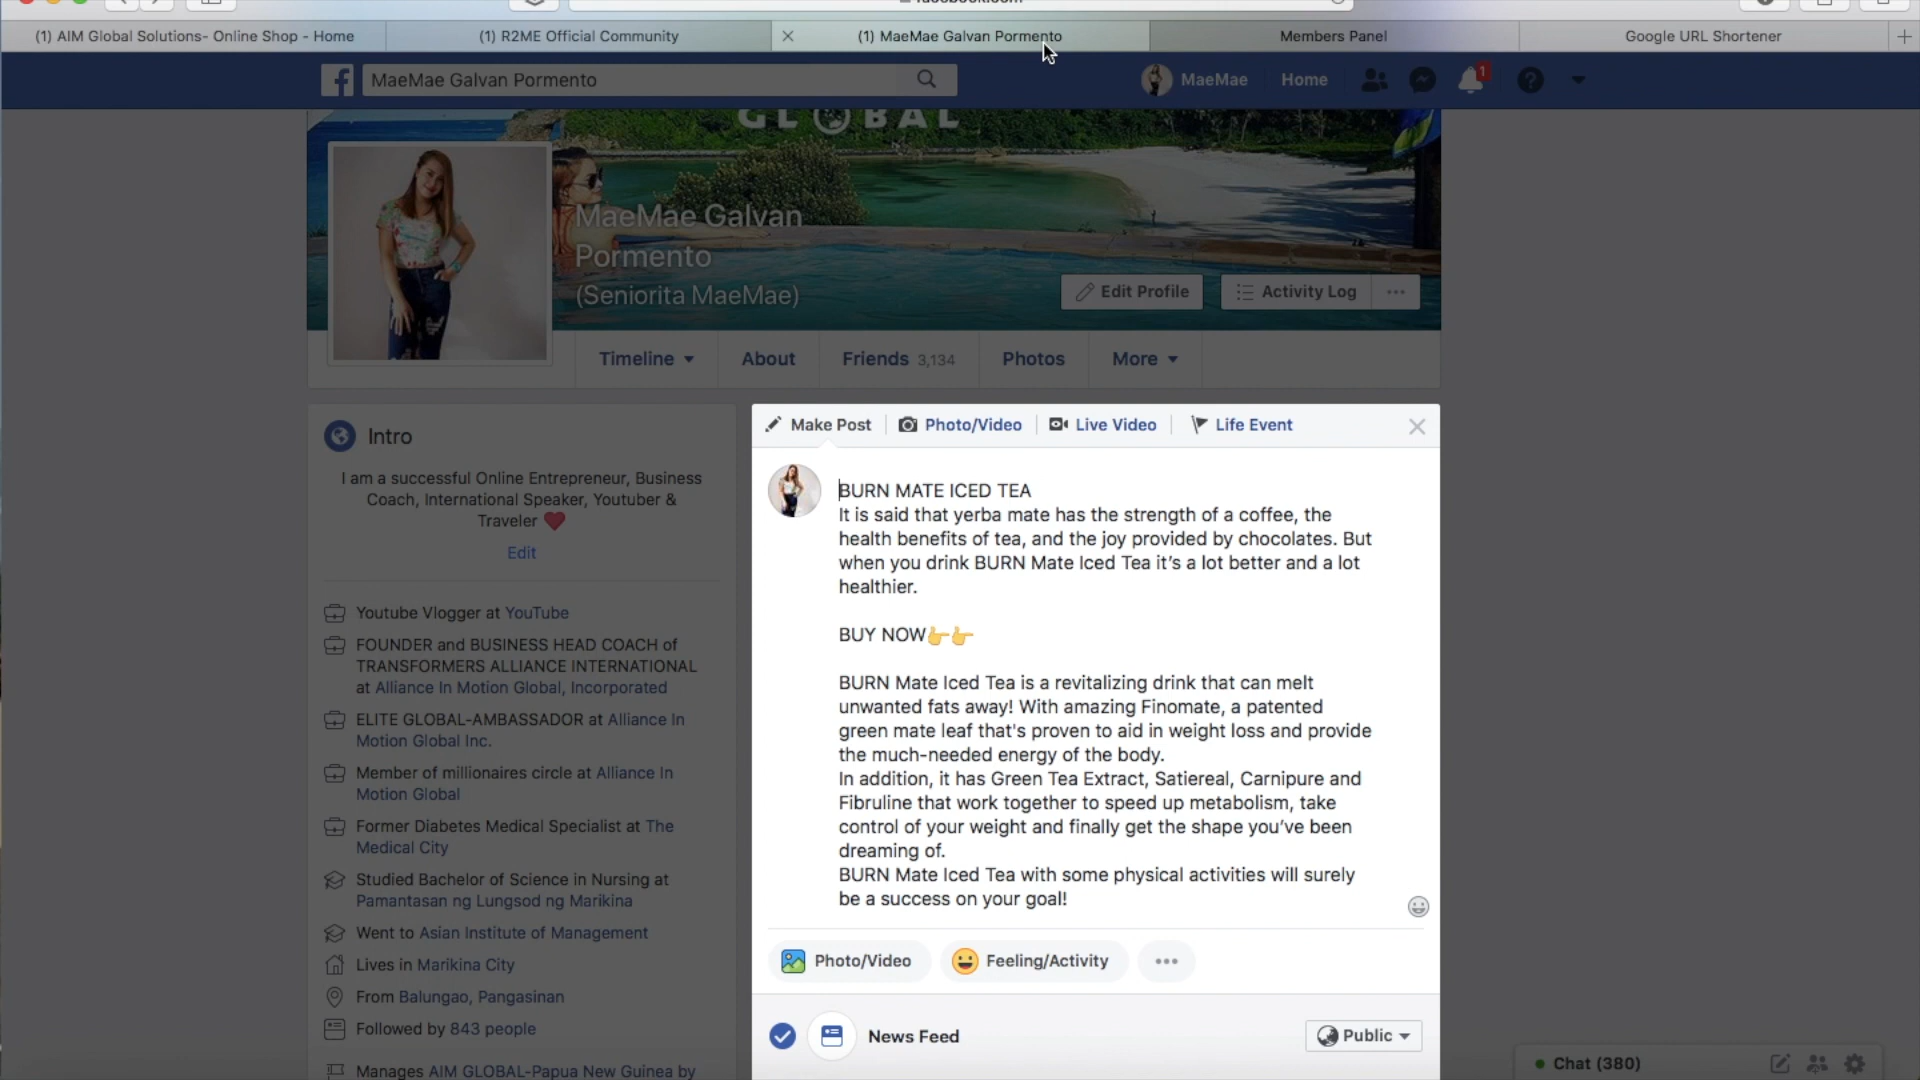 facebook.com
(1) AIM Global Solutions- Online Shop - Home
(1) R2ME Official Community
(1) MaeMae Galvan Pormento
Members Panel
Google URL Shortener
MaeMae Galvan Pormento
MaeMae
Home
1
GLOBAL
MaeMae Galvan
Pormento
(Seniorita MaeMae)
Edit Profile
Activity Log
Timeline
About
Friends 3,134
Photos
More
Intro
I am a successful Online Entrepreneur, Business
Coach, International Speaker, Youtuber &
Traveler ❤️
Edit
Youtube Vlogger at YouTube
FOUNDER and BUSINESS HEAD COACH of
TRANSFORMERS ALLIANCE INTERNATIONAL
at Alliance In Motion Global, Incorporated
ELITE GLOBAL-AMBASSADOR at Alliance In
Motion Global Inc.
Member of millionaires circle at Alliance In
Motion Global
Former Diabetes Medical Specialist at The
Medical City
Studied Bachelor of Science in Nursing at
Pamantasan ng Lungsod ng Marikina
Went to Asian Institute of Management
Lives in Marikina City
From Balungao, Pangasinan
Followed by 843 people
Manages AIM GLOBAL-Papua New Guinea by
Make Post
Photo/Video
Live Video
Life Event
BURN MATE ICED TEA
It is said that yerba mate has the strength of a coffee, the
health benefits of tea, and the joy provided by chocolates. But
when you drink BURN Mate Iced Tea it’s a lot better and a lot
healthier.
BUY NOW👉👉
BURN Mate Iced Tea is a revitalizing drink that can melt
unwanted fats away! With amazing Finomate, a patented
green mate leaf that's proven to aid in weight loss and provide
the much-needed energy of the body.
In addition, it has Green Tea Extract, Satiereal, Carnipure and
Fibruline that work together to speed up metabolism, take
control of your weight and finally get the shape you’ve been
dreaming of.
BURN Mate Iced Tea with some physical activities will surely
be a success on your goal!
Photo/Video
Feeling/Activity
News Feed
Public
Chat (380)